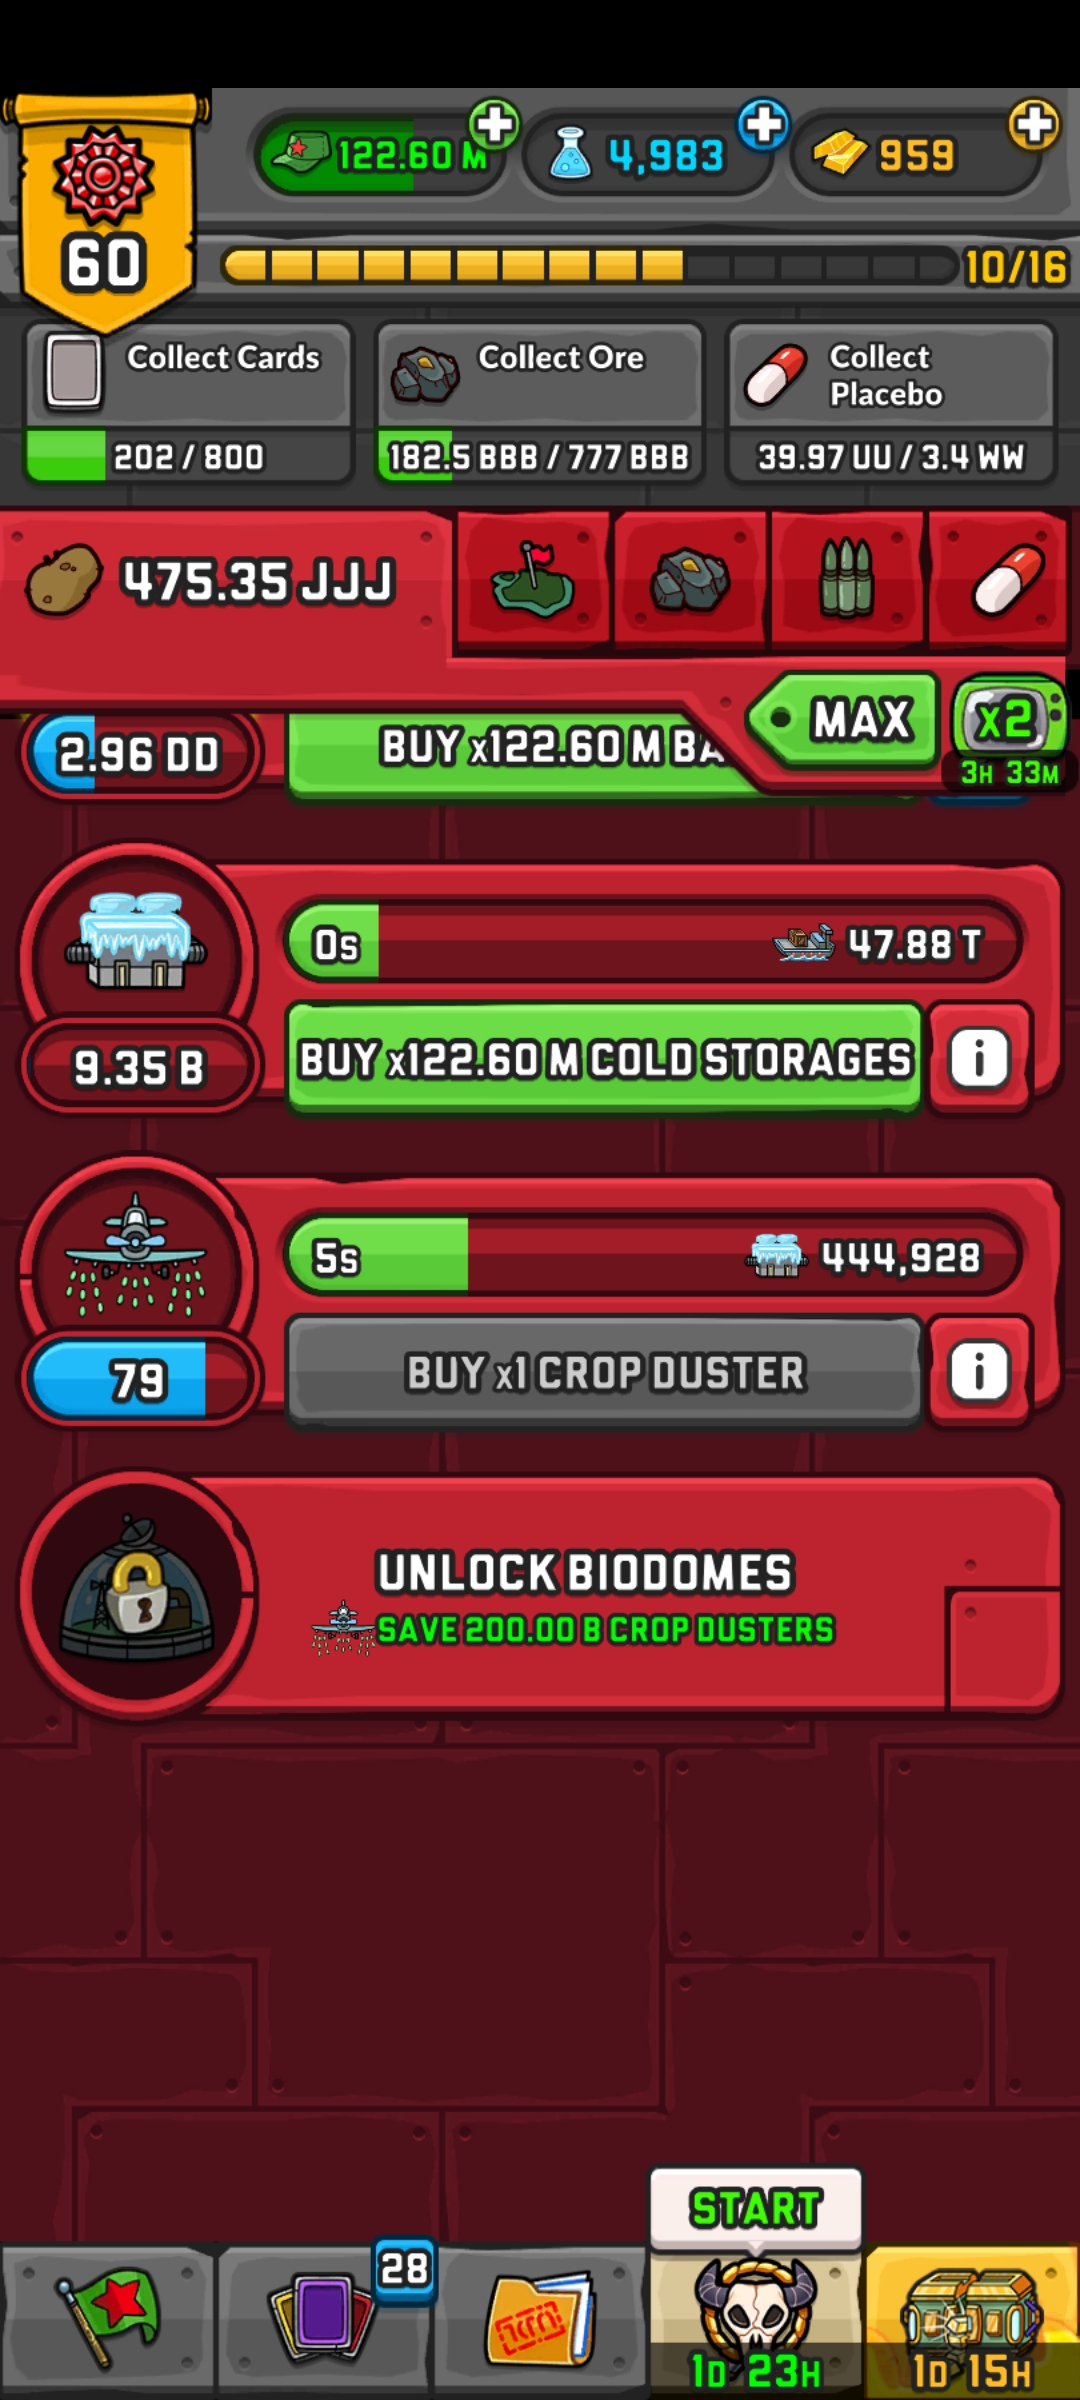 122.60 M
4,983
959
60
10/16
Collect Cards
202 / 800
Collect Ore
182.5 BBB / 777 BBB
Collect
Placebo
39.97 UU / 3.4 WW
475.35 JJJ
MAX
x2
3H 33M
2.96 DD
BUY x122.60 M
0s
47.88 T
9.35 B
BUY x122.60 M COLD STORAGES
i
5s
444,928
79
BUY x1 CROP DUSTER
i
UNLOCK BIODOMES
SAVE 200.00 B CROP DUSTERS
START
28
1D 23H
1D 15H